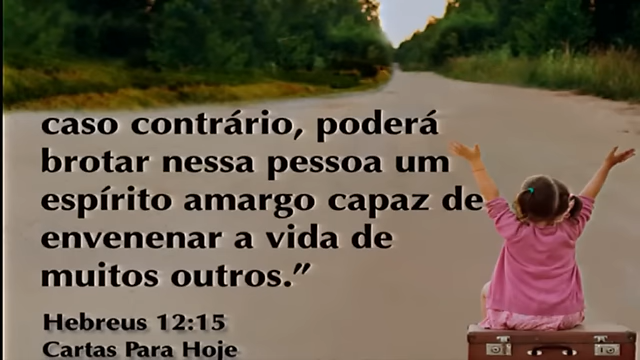 caso contrário, poderá
brotar nessa pessoa um
espírito amargo capaz de
envenenar a vida de
muitos outros.”
Hebreus 12:15
Cartas Para Hoje